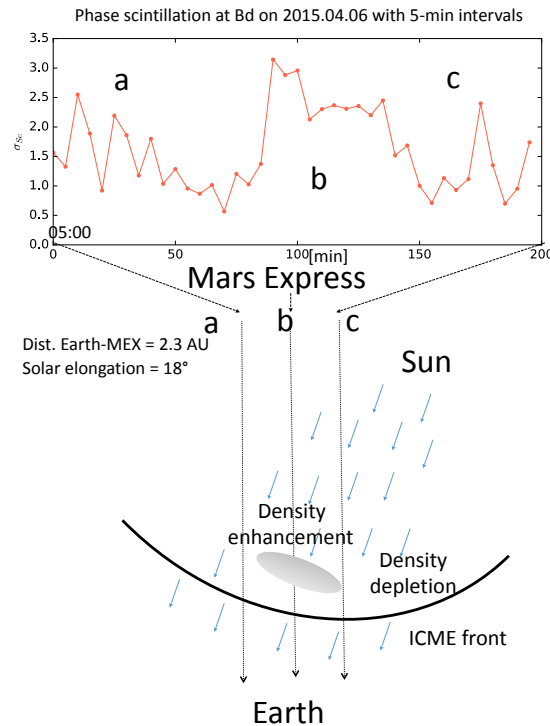 Phase scintillation at Bd on 2015.04.06 with 5-min intervals
3.5
3.0
2.5
2.0
1.5
1.0
0.5
0.0
σSc
a
b
c
05:00
0
50
100
150
200
[min]
Mars Express
a
b
c
Dist. Earth-MEX = 2.3 AU
Solar elongation = 18°
Sun
Density
enhancement
Density
depletion
ICME front
Earth